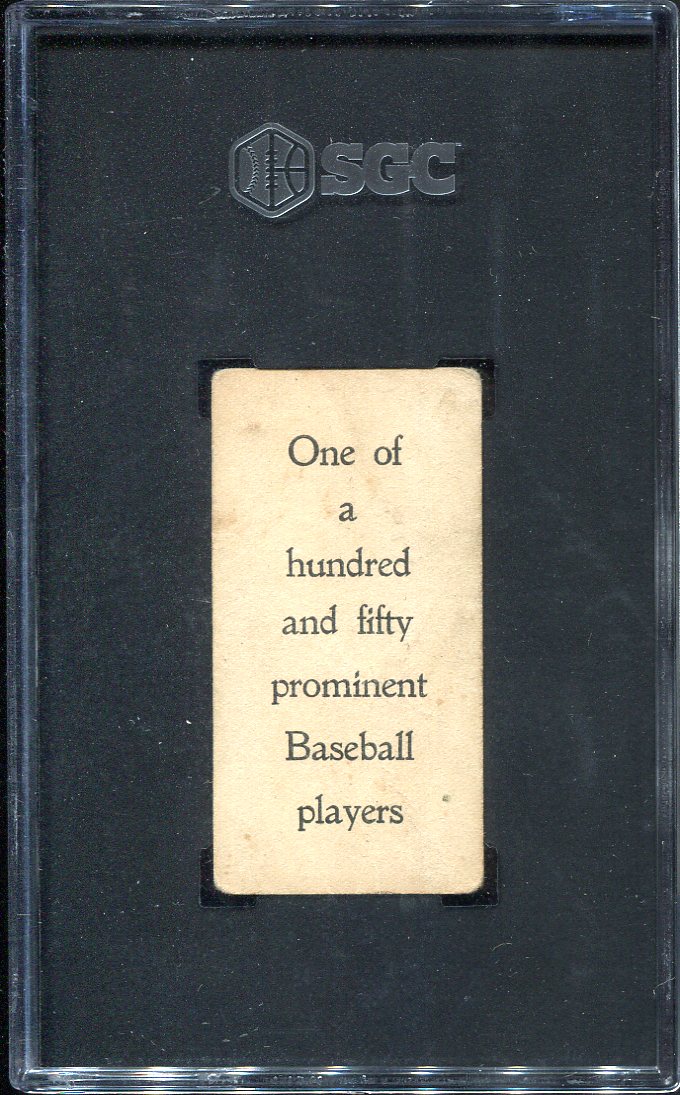 SGC
One of
a
hundred
and fifty
prominent
Baseball
players